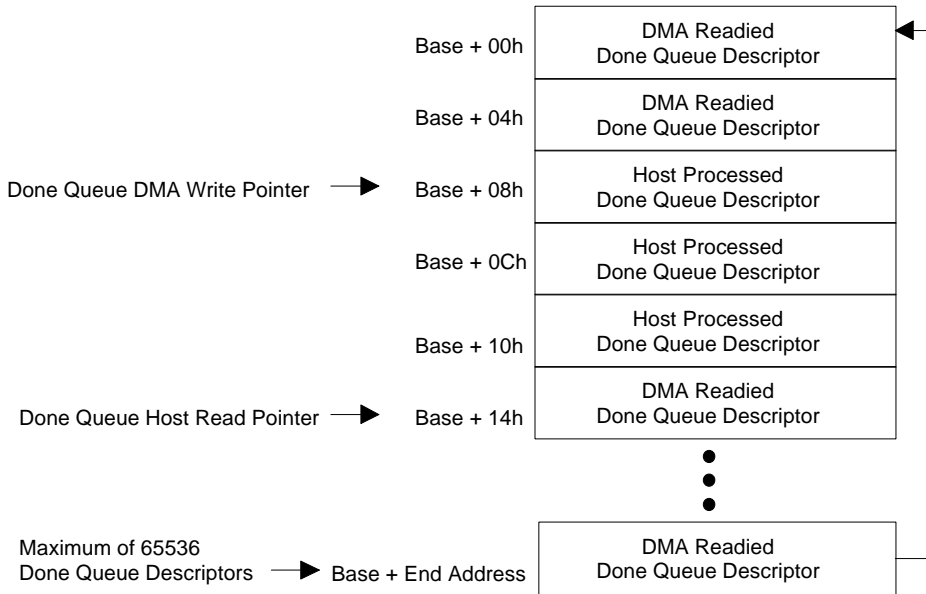 Base + 00h
DMA Readied
Done Queue Descriptor
Base + 04h
DMA Readied
Done Queue Descriptor
Done Queue DMA Write Pointer
Base + 08h
Host Processed
Done Queue Descriptor
Base + 0Ch
Host Processed
Done Queue Descriptor
Base + 10h
Host Processed
Done Queue Descriptor
Done Queue Host Read Pointer
Base + 14h
DMA Readied
Done Queue Descriptor
Maximum of 65536
Done Queue Descriptors
Base + End Address
DMA Readied
Done Queue Descriptor